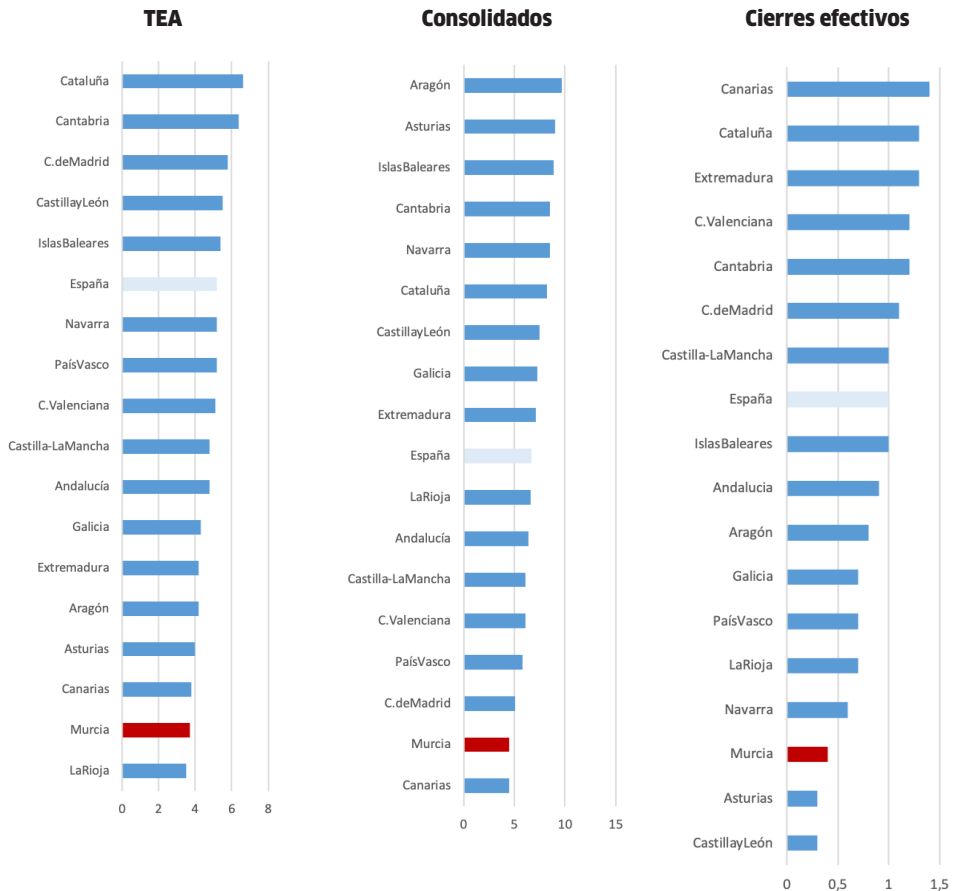 TEA
Cataluña
Cantabria
C.deMadrid
CastillayLeón
IslasBaleares
España
Navarra
PaísVasco
C.Valenciana
Castilla-LaMancha
Andalucía
Galicia
Extremadura
Aragón
Asturias
Canarias
Murcia
LaRioja
0 2 4 6 8
Consolidados
Aragón
Asturias
IslasBaleares
Cantabria
Navarra
Cataluña
CastillayLeón
Galicia
Extremadura
España
LaRioja
Andalucía
Castilla-LaMancha
C.Valenciana
PaísVasco
C.deMadrid
Murcia
Canarias
0 5 10 15
Cierres efectivos
Canarias
Cataluña
Extremadura
C.Valenciana
Cantabria
C.deMadrid
Castilla-LaMancha
España
IslasBaleares
Andalucia
Aragón
Galicia
PaísVasco
LaRioja
Navarra
Murcia
Asturias
CastillayLeón
0 0,5 1 1,5